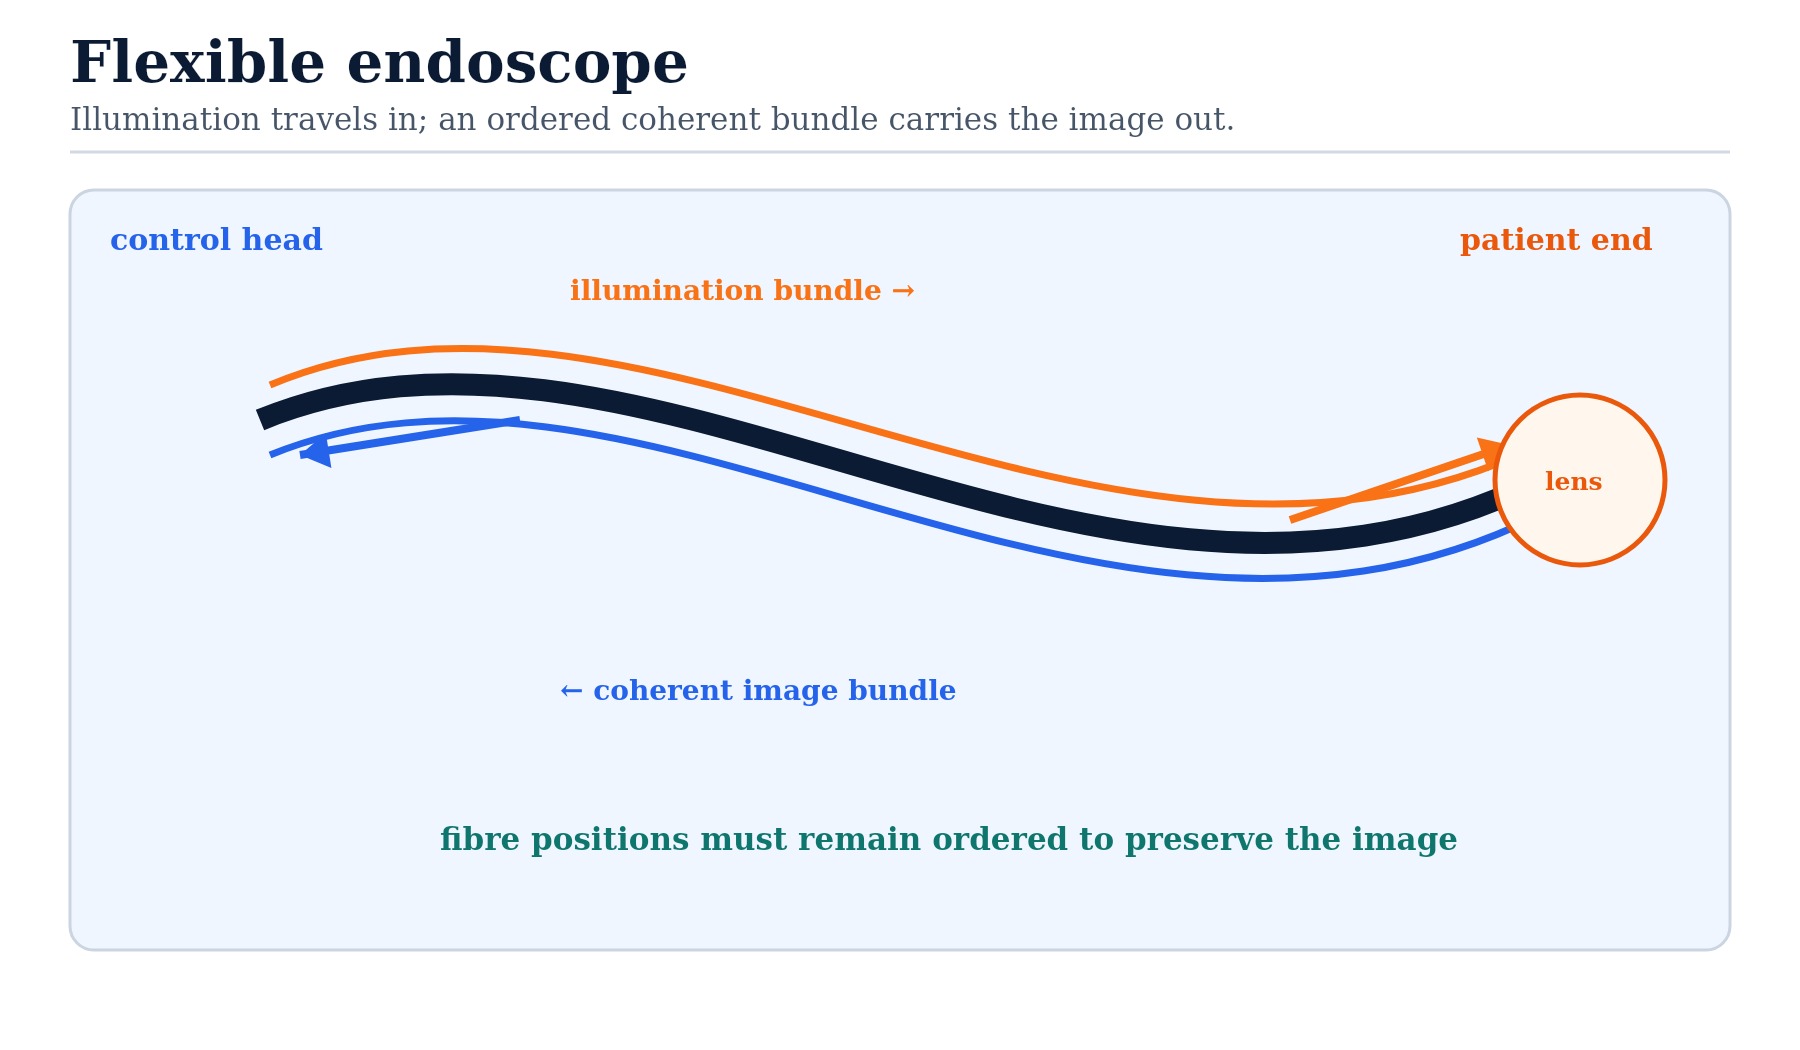 Flexible endoscope
Illumination travels in; an ordered coherent bundle carries the image out.
control head
patient end
illumination bundle →
lens
← coherent image bundle
fibre positions must remain ordered to preserve the image